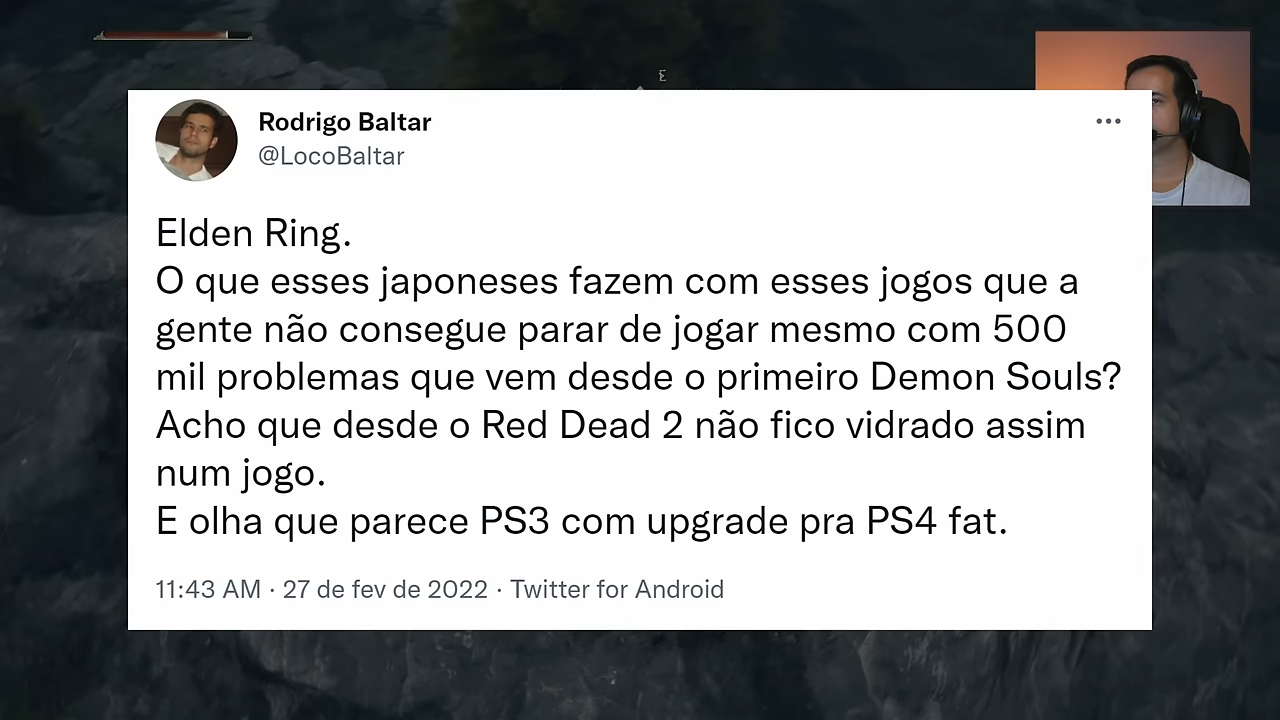 E
Rodrigo Baltar
@LocoBaltar
Elden Ring.
O que esses japoneses fazem com esses jogos que a
gente não consegue parar de jogar mesmo com 500
mil problemas que vem desde o primeiro Demon Souls?
Acho que desde o Red Dead 2 não fico vidrado assim
num jogo.
E olha que parece PS3 com upgrade pra PS4 fat.
11:43 AM · 27 de fev de 2022 · Twitter for Android